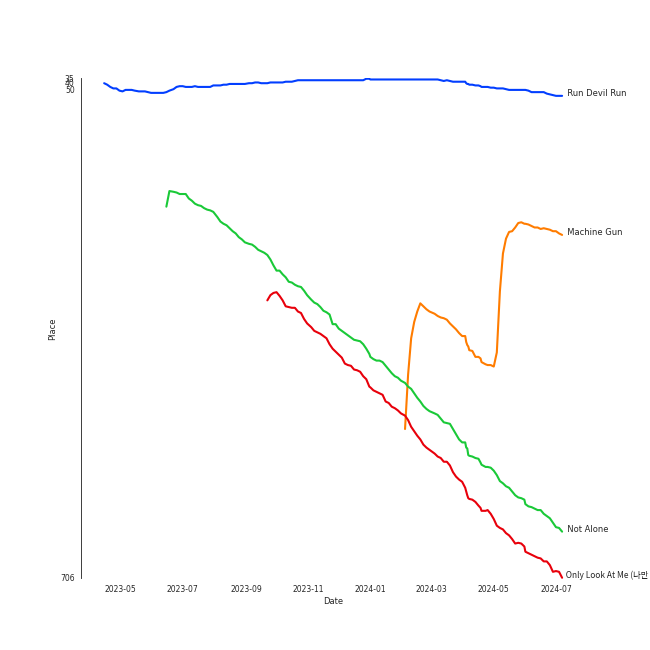 35
50
Run Devil Run
Machine Gun
Place
Not Alone
706
Only Look At Me (나만
2023-05
2023-07
2023-09
2023-11
2024-01
2024-03
2024-05
2024-07
Date